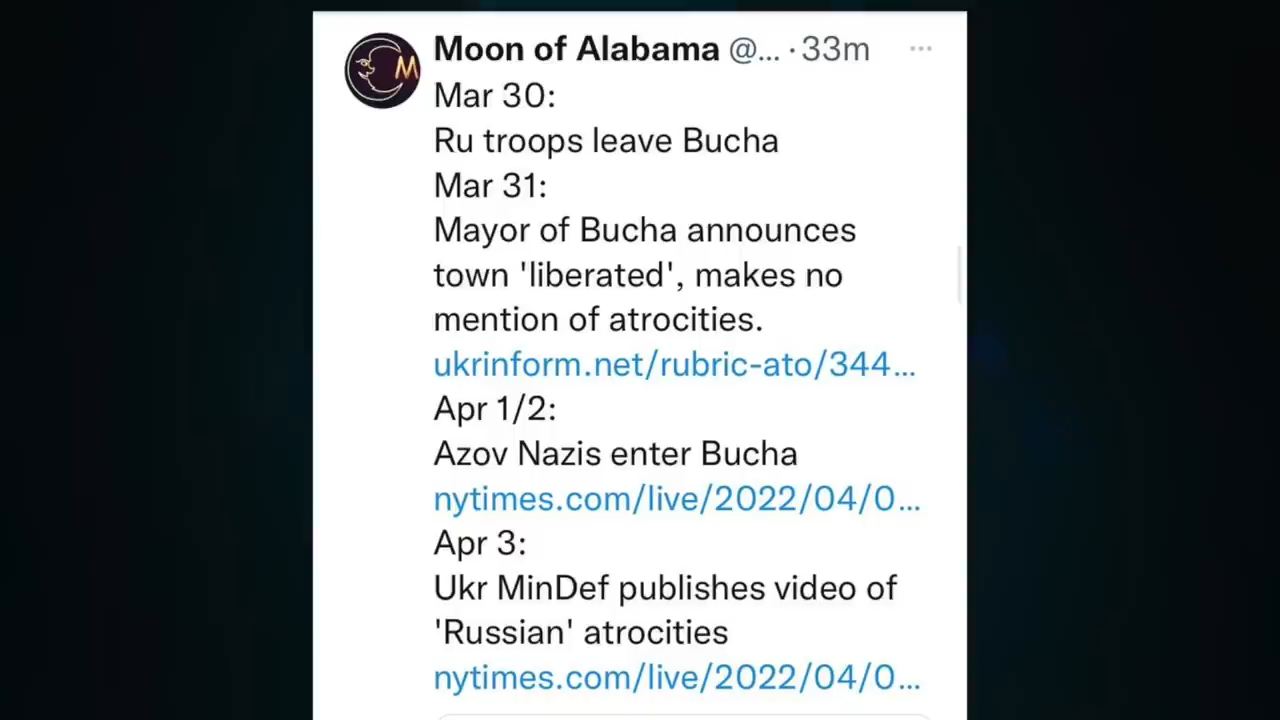 Moon of Alabama @... · 33m ...
M
Mar 30:
Ru troops leave Bucha
Mar 31:
Mayor of Bucha announces
town 'liberated', makes no
mention of atrocities.
ukrinform.net/rubric-ato/344...
Apr 1/2:
Azov Nazis enter Bucha
nytimes.com/live/2022/04/0...
Apr 3:
Ukr MinDef publishes video of
'Russian' atrocities
nytimes.com/live/2022/04/0...